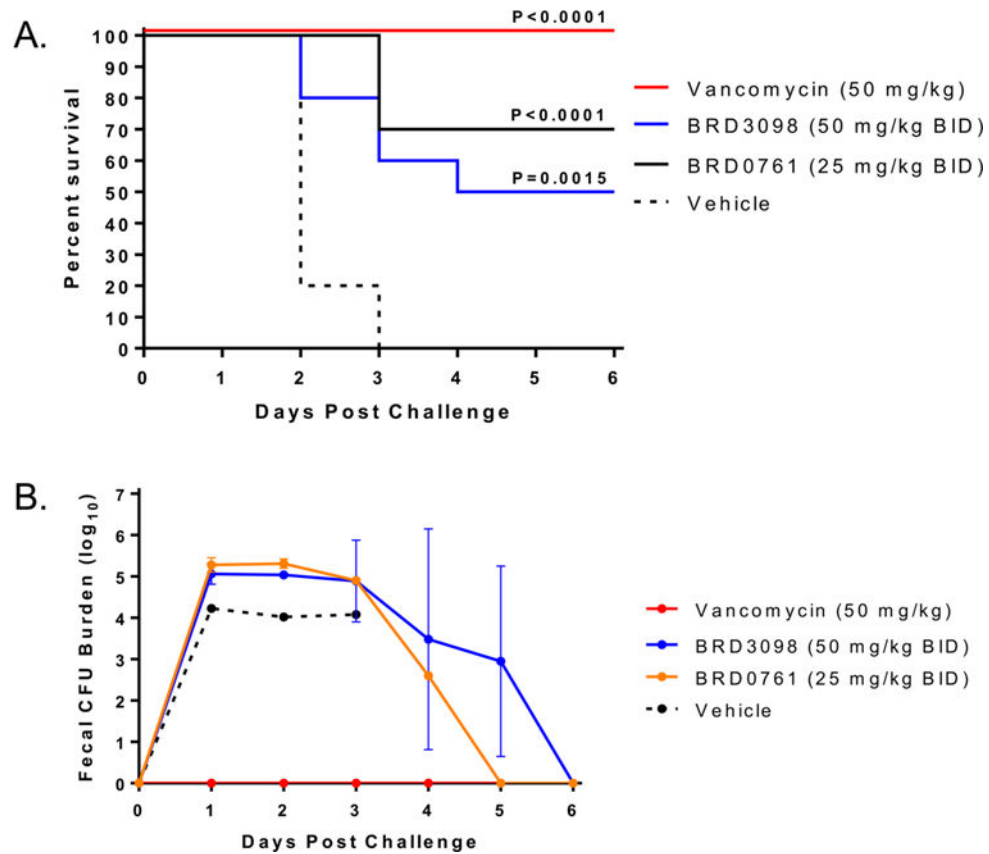 A.
Percent survival
100
90
80
70
60
50
40
30
20
10
0
P<0.0001
P<0.0001
P=0.0015
0 1 2 3 4 5 6
Days Post Challenge
Vancomycin (50 mg/kg)
BRD3098 (50 mg/kg BID)
BRD0761 (25 mg/kg BID)
Vehicle
B.
Fecal CFU Burden (log10)
7
6
5
4
3
2
1
0
0 1 2 3 4 5 6
Days Post Challenge
Vancomycin (50 mg/kg)
BRD3098 (50 mg/kg BID)
BRD0761 (25 mg/kg BID)
Vehicle